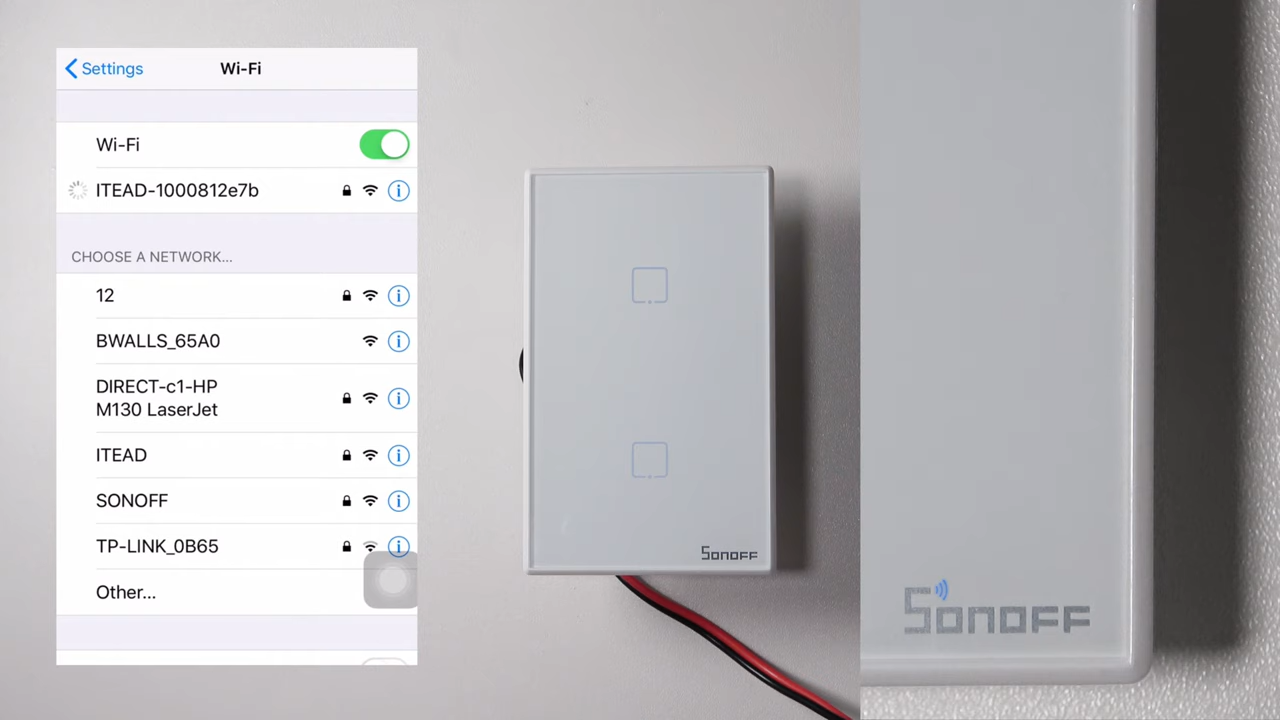 Settings
Wi-Fi
Wi-Fi
ITEAD-1000812e7b
CHOOSE A NETWORK...
12
BWALLS_65A0
DIRECT-c1-HP
M130 LaserJet
ITEAD
SONOFF
TP-LINK_0B65
Other...
SONOFF
SONOFF